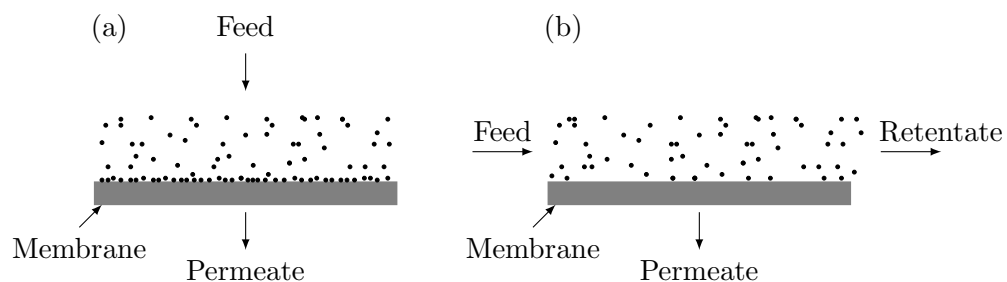 (a)
Feed
Membrane
Permeate
(b)
Feed
Retentate
Membrane
Permeate